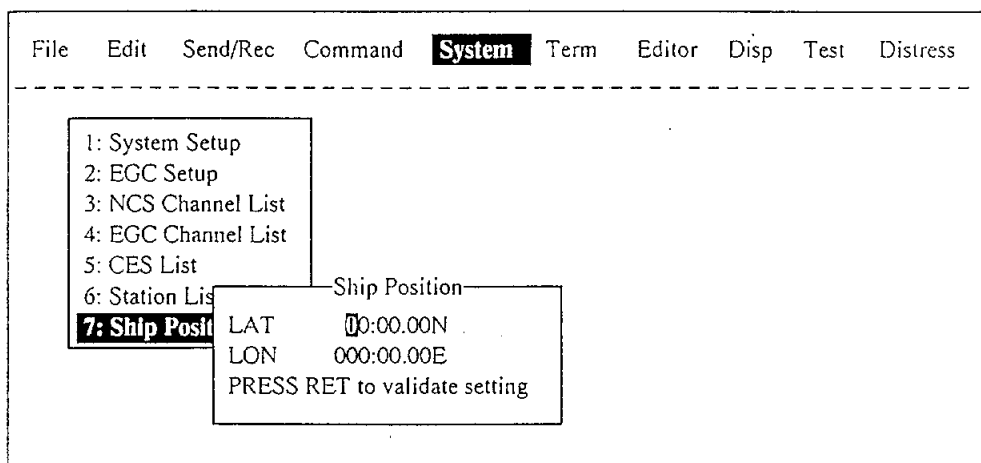 File Edit Send/Rec Command System Term Editor Disp Test Distress
1: System Setup
2: EGC Setup
3: NCS Channel List
4: EGC Channel List
5: CES List
6: Station Lis
7: Ship Posit
Ship Position
LAT 00:00.00N
LON 000:00.00E
PRESS RET to validate setting